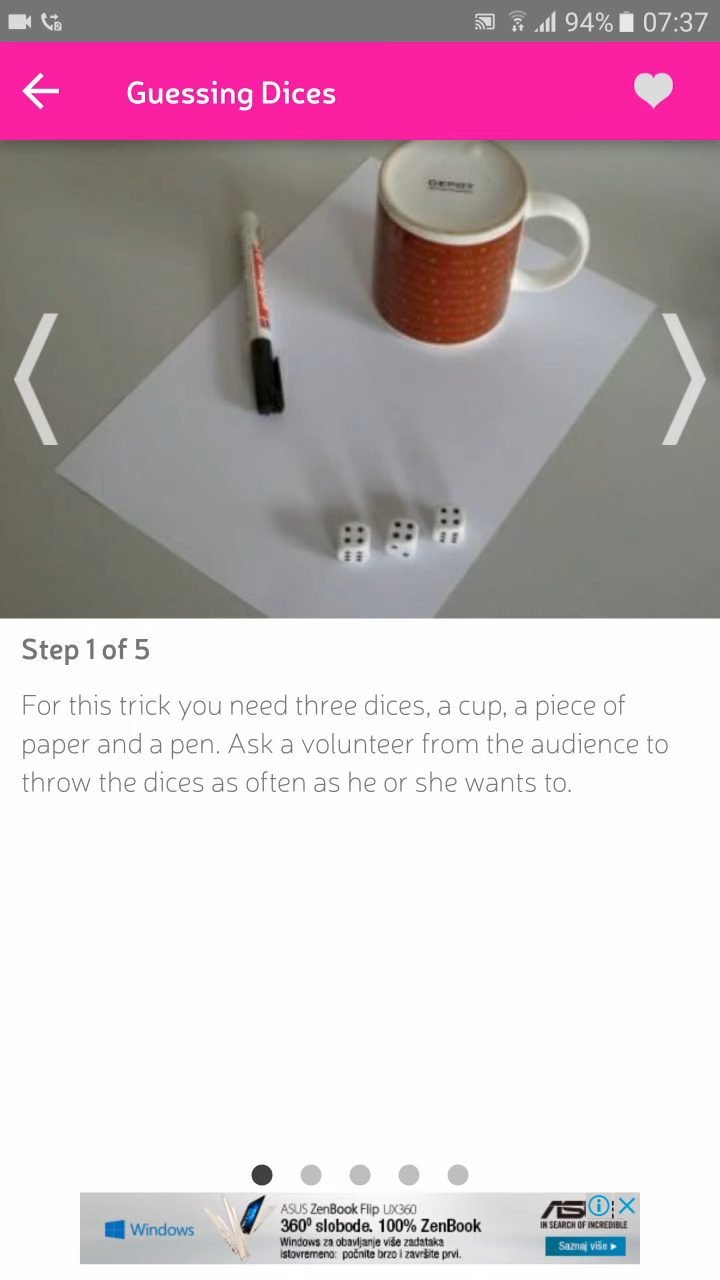 94% 07:37
Guessing Dices
DEPOT
Step 1 of 5
For this trick you need three dices, a cup, a piece of
paper and a pen. Ask a volunteer from the audience to
throw the dices as often as he or she wants to.
Windows
ASUS ZenBook Flip UX360
360⁰ slobode. 100% ZenBook
Windows za obavljanje više zadataka
istovremeno: počnite brzo i završite prvi.
IN SEARCH OF INCREDIBLE
Saznaj više